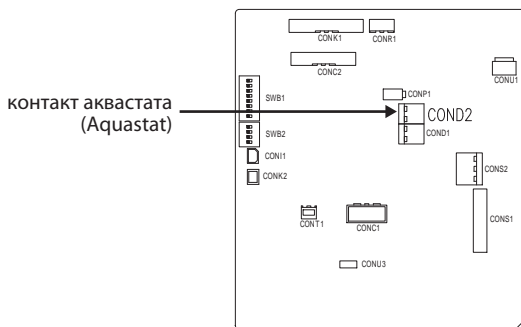 CONK1 CONR1
CONC2
CONU1
CONP1
SWB1
контакт аквастата
(Aquastat)
COND2
COND1
SWB2
CONI1
CONS2
CONK2
CONT1 CONC1 CONS1
CONU3